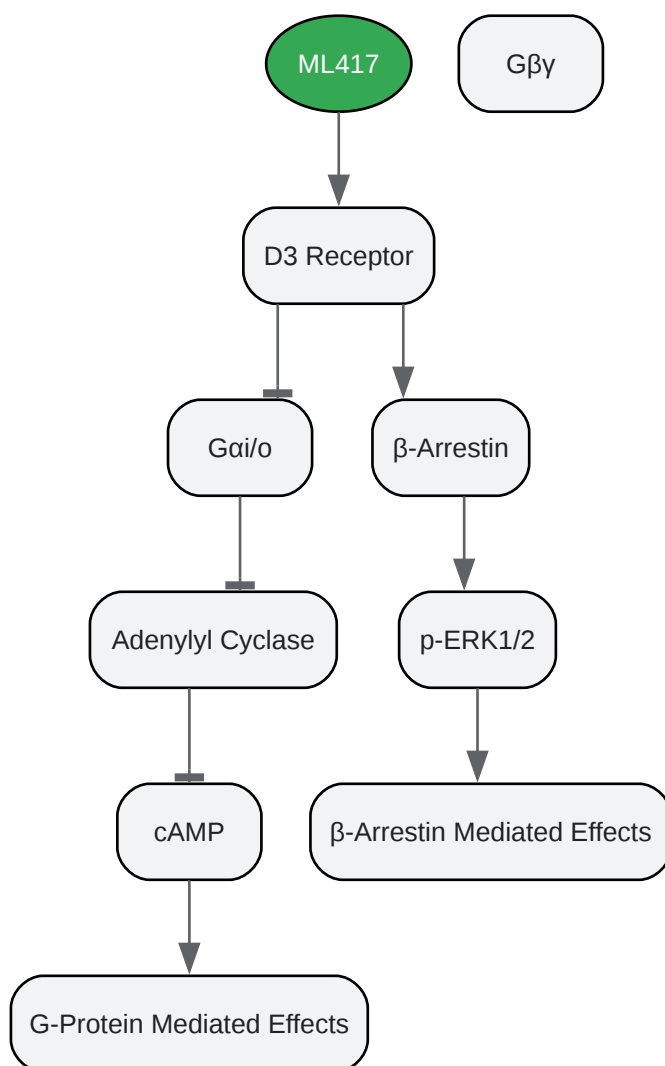 ML417
Gβγ
D3 Receptor
Gαi/o
β-Arrestin
Adenylyl Cyclase
p-ERK1/2
cAMP
β-Arrestin Mediated Effects
G-Protein Mediated Effects